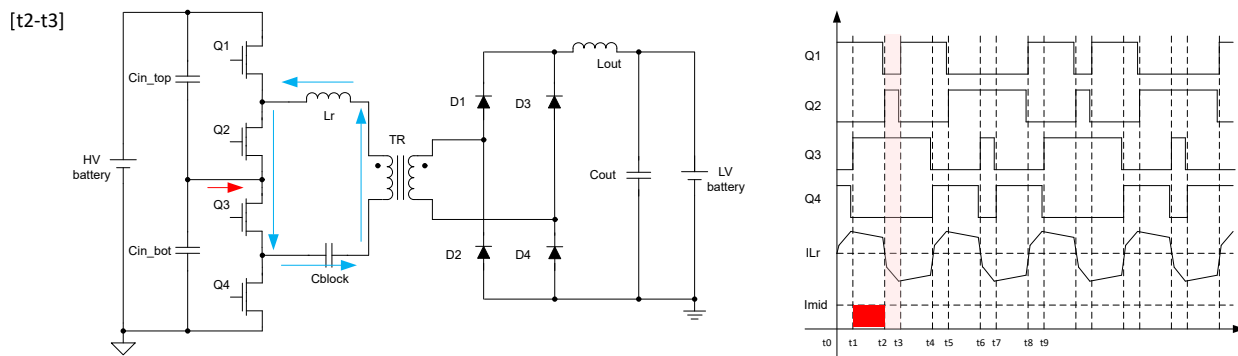 [t2-t3]
Q1
Cin_top
Lr
Q2
HV
battery
Q3
Cin_bot
Cblock
Q4
TR
D1
D3
D2
D4
Lout
Cout
LV
battery
Q1
Q2
Q3
Q4
ILr
Imid
t0
t1
t2
t3
t4
t5
t6
t7
t8
t9